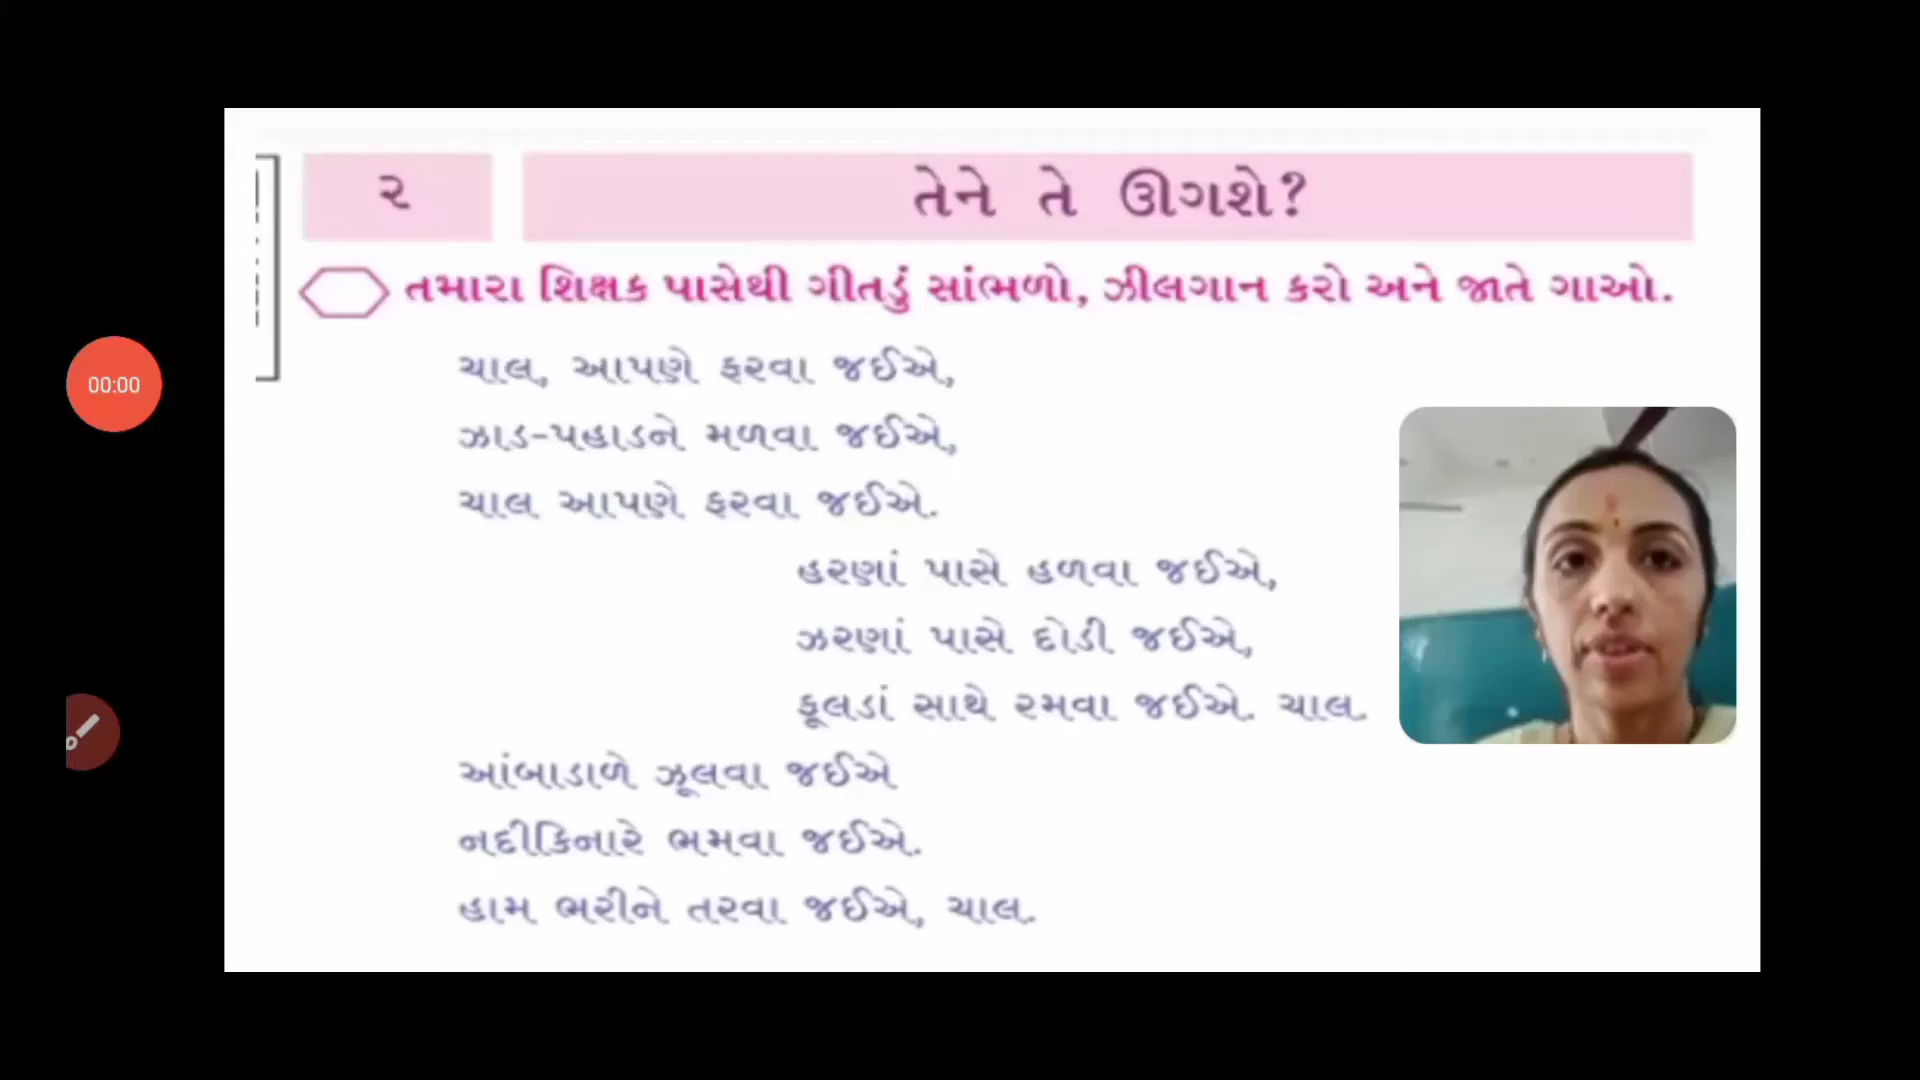 ૨
તેને તે ઊગશે?
તમારા શિક્ષક પાસેથી ગીતડું સાંભળો, ઝીલગાન કરો અને જાતે ગાઓ.
ચાલ, આપણે ફરવા જઈએ,
ઝાડ-પહાડને મળવા જઈએ,
ચાલ આપણે ફરવા જઈએ.
હરણાં પાસે હળવા જઈએ,
ઝરણાં પાસે દોડી જઈએ,
ફૂલડાં સાથે રમવા જઈએ. ચાલ.
આંબાડાળે ઝૂલવા જઈએ
નદીકિનારે ભમવા જઈએ.
હામ ભરીને તરવા જઈએ, ચાલ.
00:00